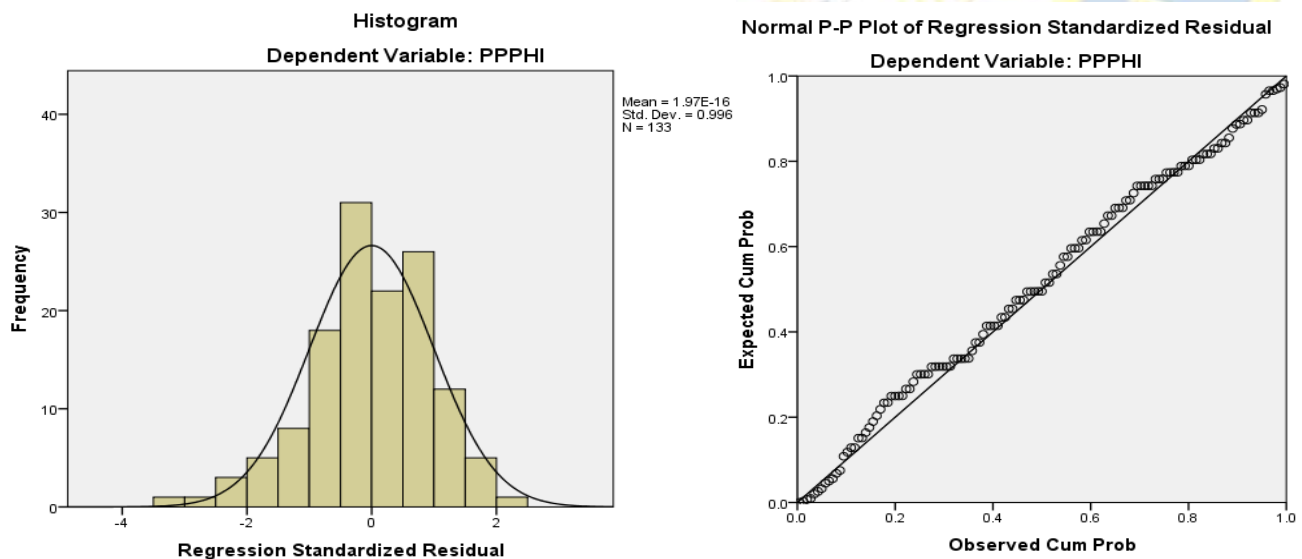 Histogram
Dependent Variable: PPPHI
Mean = 1.97E-16
Std. Dev. = 0.996
N = 133
Frequency
40
30
20
10
0
-4
-2
0
2
Regression Standardized Residual
Normal P-P Plot of Regression Standardized Residual
Dependent Variable: PPPHI
Expected Cum Prob
1.0
0.8
0.6
0.4
0.2
0.0
0.0
0.2
0.4
0.6
0.8
1.0
Observed Cum Prob